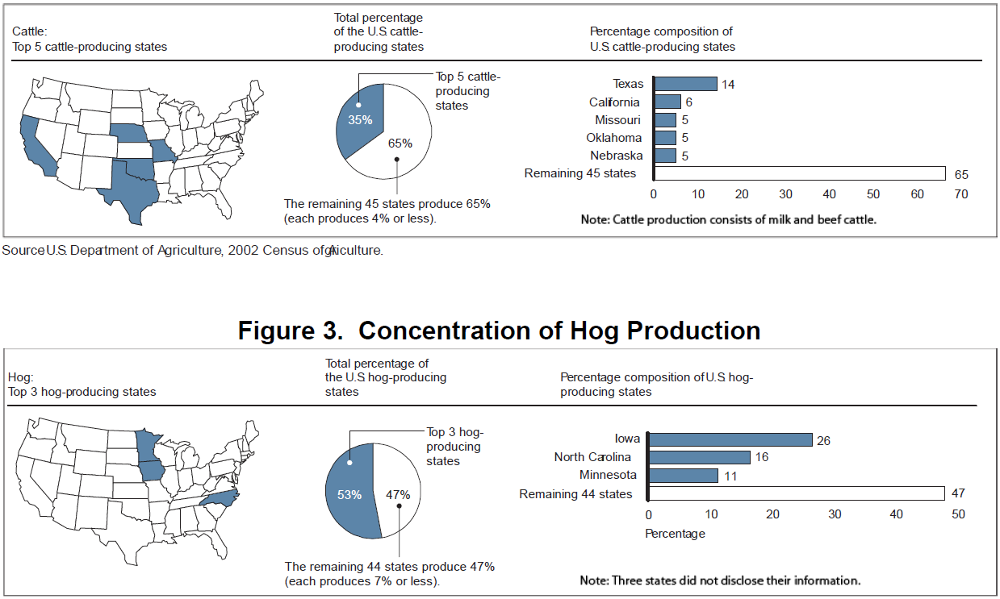 Cattle:
Top 5 cattle-producing states
Total percentage
of the U.S. cattle-
producing states
Percentage composition of
U.S. cattle-producing states
Top 5 cattle-
producing
states
35%
65%
The remaining 45 states produce 65%
(each produces 4% or less).
Texas 14
California 6
Missouri 5
Oklahoma 5
Nebraska 5
Remaining 45 states 65
0 10 20 30 40 50 60 70
Note: Cattle production consists of milk and beef cattle.
Source U.S. Department of Agriculture, 2002 Census of
Figure 3. Concentration of Hog Production
Hog:
Top 3 hog-producing states
Total percentage of
the U.S. hog-producing
states
Percentage composition of U.S. hog-
producing states
Top 3 hog-
producing
states
53%
47%
The remaining 44 states produce 47%
(each produces 7% or less).
Iowa 26
North Carolina 16
Minnesota 11
Remaining 44 states 47
0 10 20 30 40 50
Percentage
Note: Three states did not disclose their information.